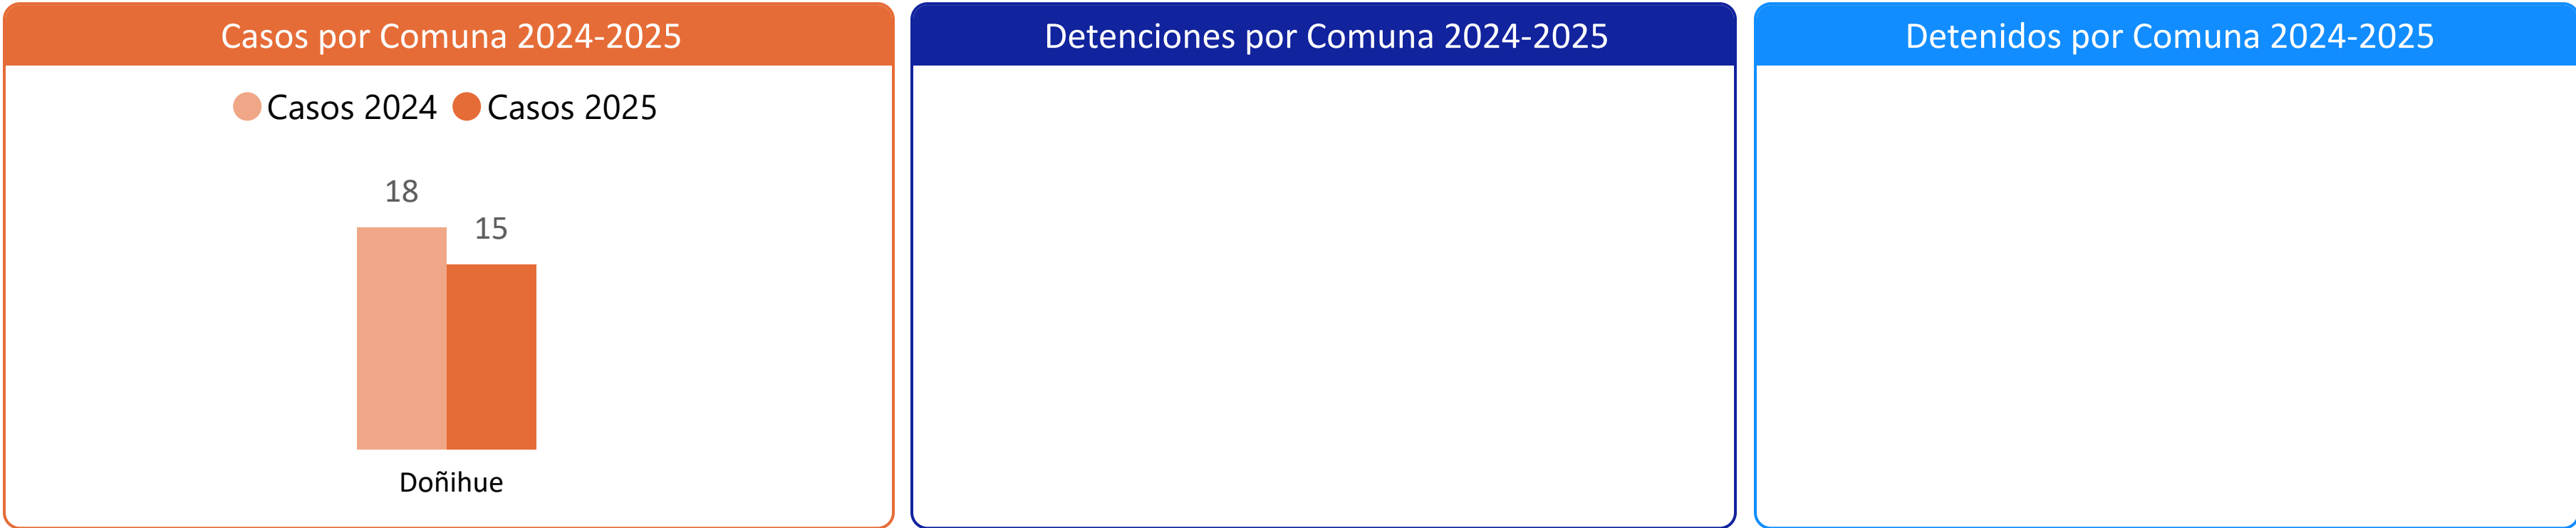 Casos por Comuna 2024-2025
Casos 2024 Casos 2025
18
15
Doñihue
Detenciones por Comuna 2024-2025
Detenidos por Comuna 2024-2025